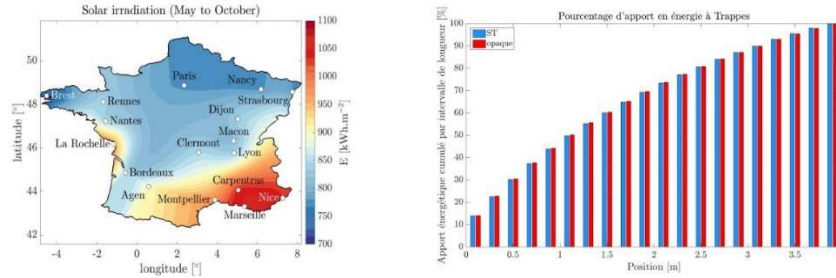 Solar irradiation (May to October)
50
48
46
44
42
latitude [°]
-4
-2
0
2
4
6
8
longitude [°]
Paris
Nancy
Brest
Rennes
Strasbourg
Nantes
Dijon
Macon
La Rochelle
Clermont
Lyon
Bordeaux
Carpentras
Agen
Montpellier
Nice
Marseille
1100
1050
1000
950
900
850
800
750
700
E [kWh.m⁻²]
Pourcentage d'apport en énergie à Trappes
ST
opaque
100
90
80
70
60
50
40
30
20
10
0
Apport énergétique cumulé par intervalle de longueur [%]
0
0.5
1
1.5
2
2.5
3
3.5
Position [m]